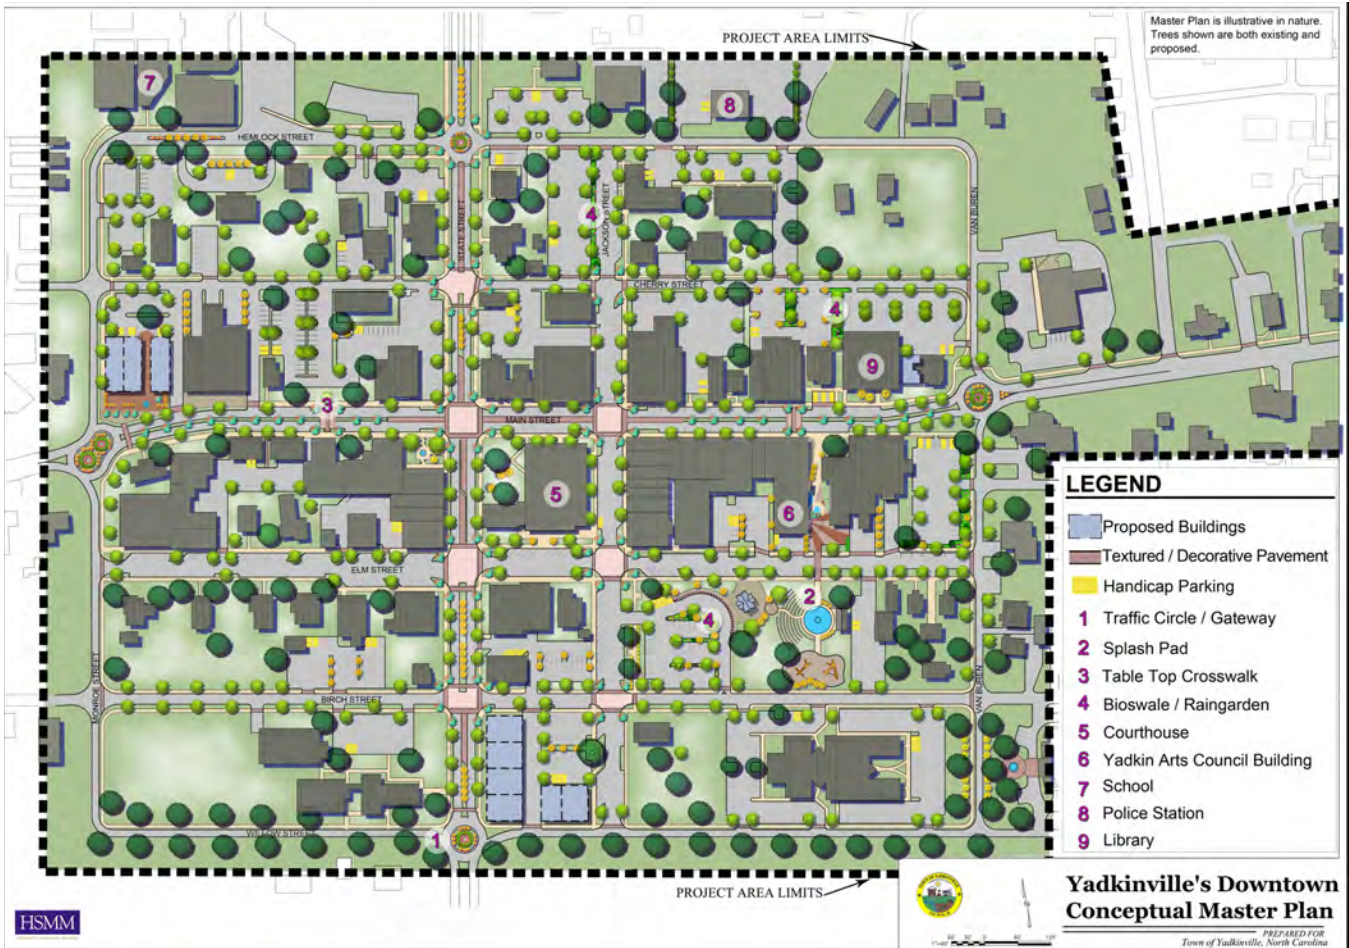 PROJECT AREA LIMITS
Master Plan is illustrative in nature.
Trees shown are both existing and
proposed.
7
8
HEMLOCK STREET
STATE STREET
4
JACKSON STREET
VAN BUREN
CHERRY STREET
4
9
3
MAIN STREET
5
6
ELM STREET
2
4
MONROE STREET
BIRCH STREET
VAN BUREN
WILLOW STREET
1
LEGEND
Proposed Buildings
Textured / Decorative Pavement
Handicap Parking
1 Traffic Circle / Gateway
2 Splash Pad
3 Table Top Crosswalk
4 Bioswale / Raingarden
5 Courthouse
6 Yadkin Arts Council Building
7 School
8 Police Station
9 Library
PROJECT AREA LIMITS
Yadkinville's Downtown
Conceptual Master Plan
PREPARED FOR
Town of Yadkinville, North Carolina
HSMM